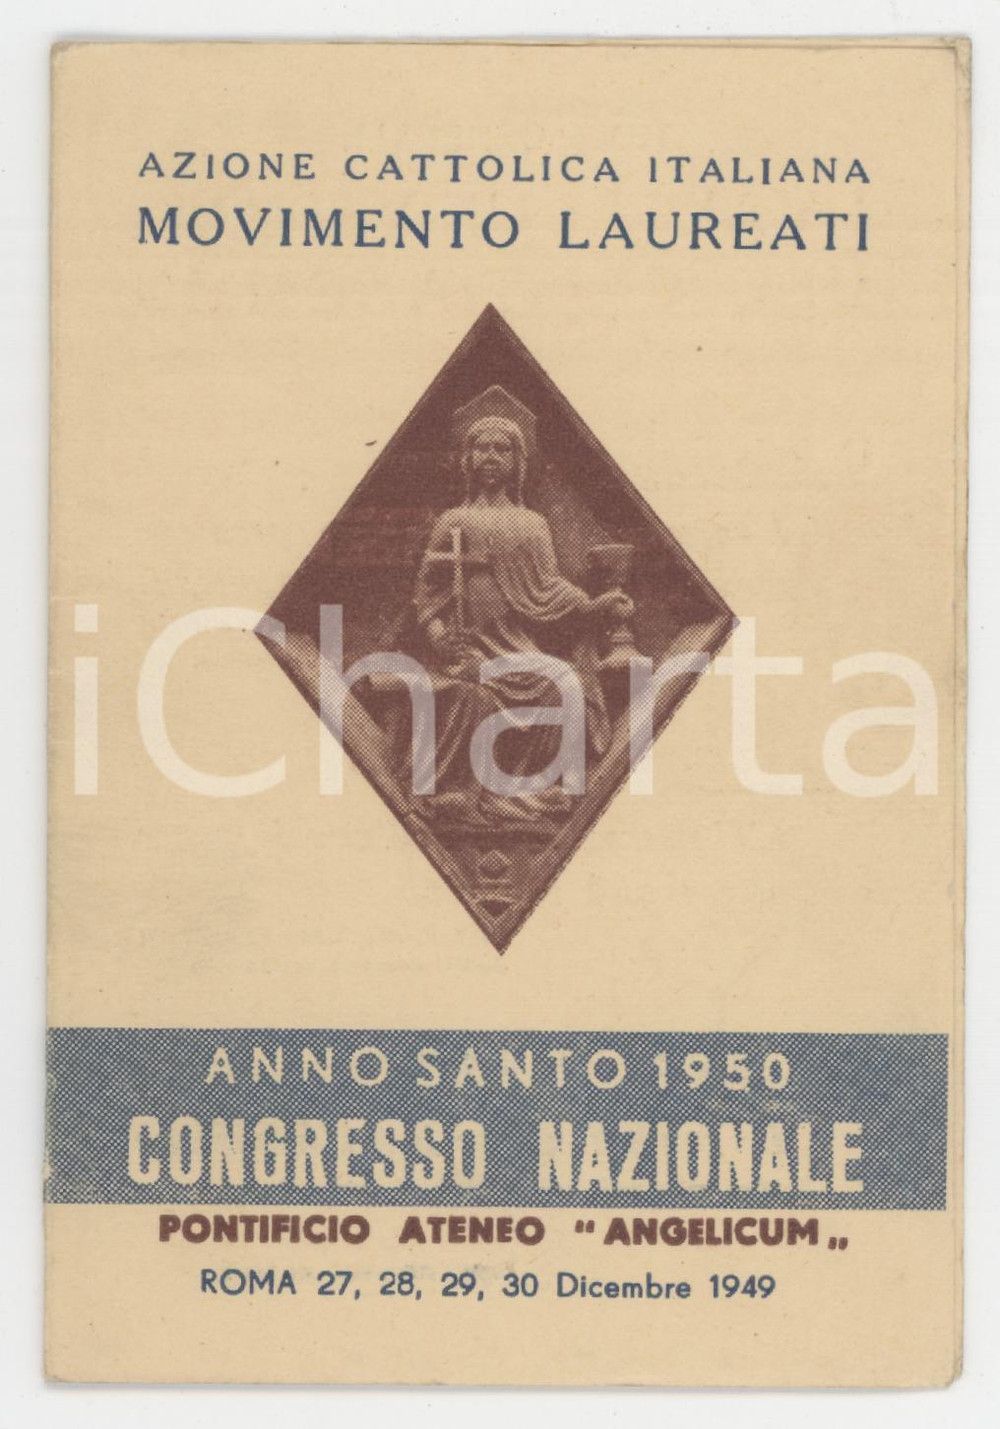 AZIONE CATTOLICA ITALIANA
MOVIMENTO LAUREATI
iCharta
ANNO SANTO 1950
CONGRESSO NAZIONALE
PONTIFICIO ATENEO “ ANGELICUM „
ROMA 27, 28, 29, 30 Dicembre 1949